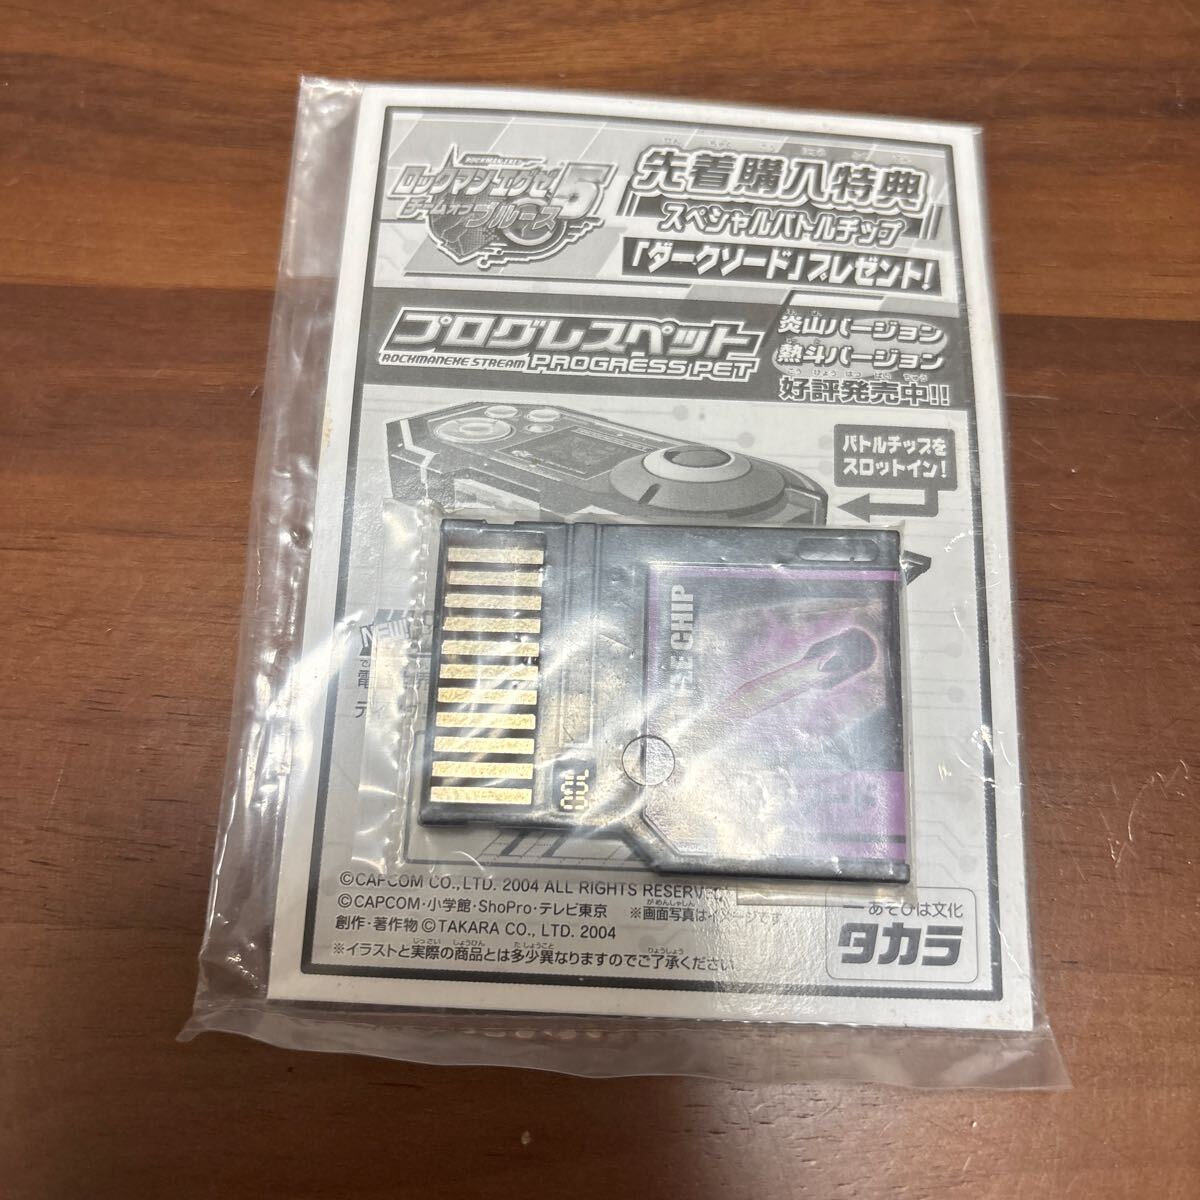 ROCKMAN EXE
ロックマンエグゼ5
チームオブブルース
先着購入特典
スペシャルバトルチップ
「ダークソード」プレゼント!
プログレスペット
ROCKMANEXE STREAM PROGRESS PET
炎山バージョン
熱斗バージョン
好評発売中!!
バトルチップを
スロットイン!
NEW
電
ディ
LE CHIP
©CAPCOM CO.,LTD. 2004 ALL RIGHTS RESERV
©CAPCOM・小学館・ShoPro・テレビ東京 ※画面写真はイメージです
創作・著作物 ©TAKARA CO., LTD. 2004
※イラストと実際の商品とは多少異なりますのでご了承ください
あそびは文化
タカラ